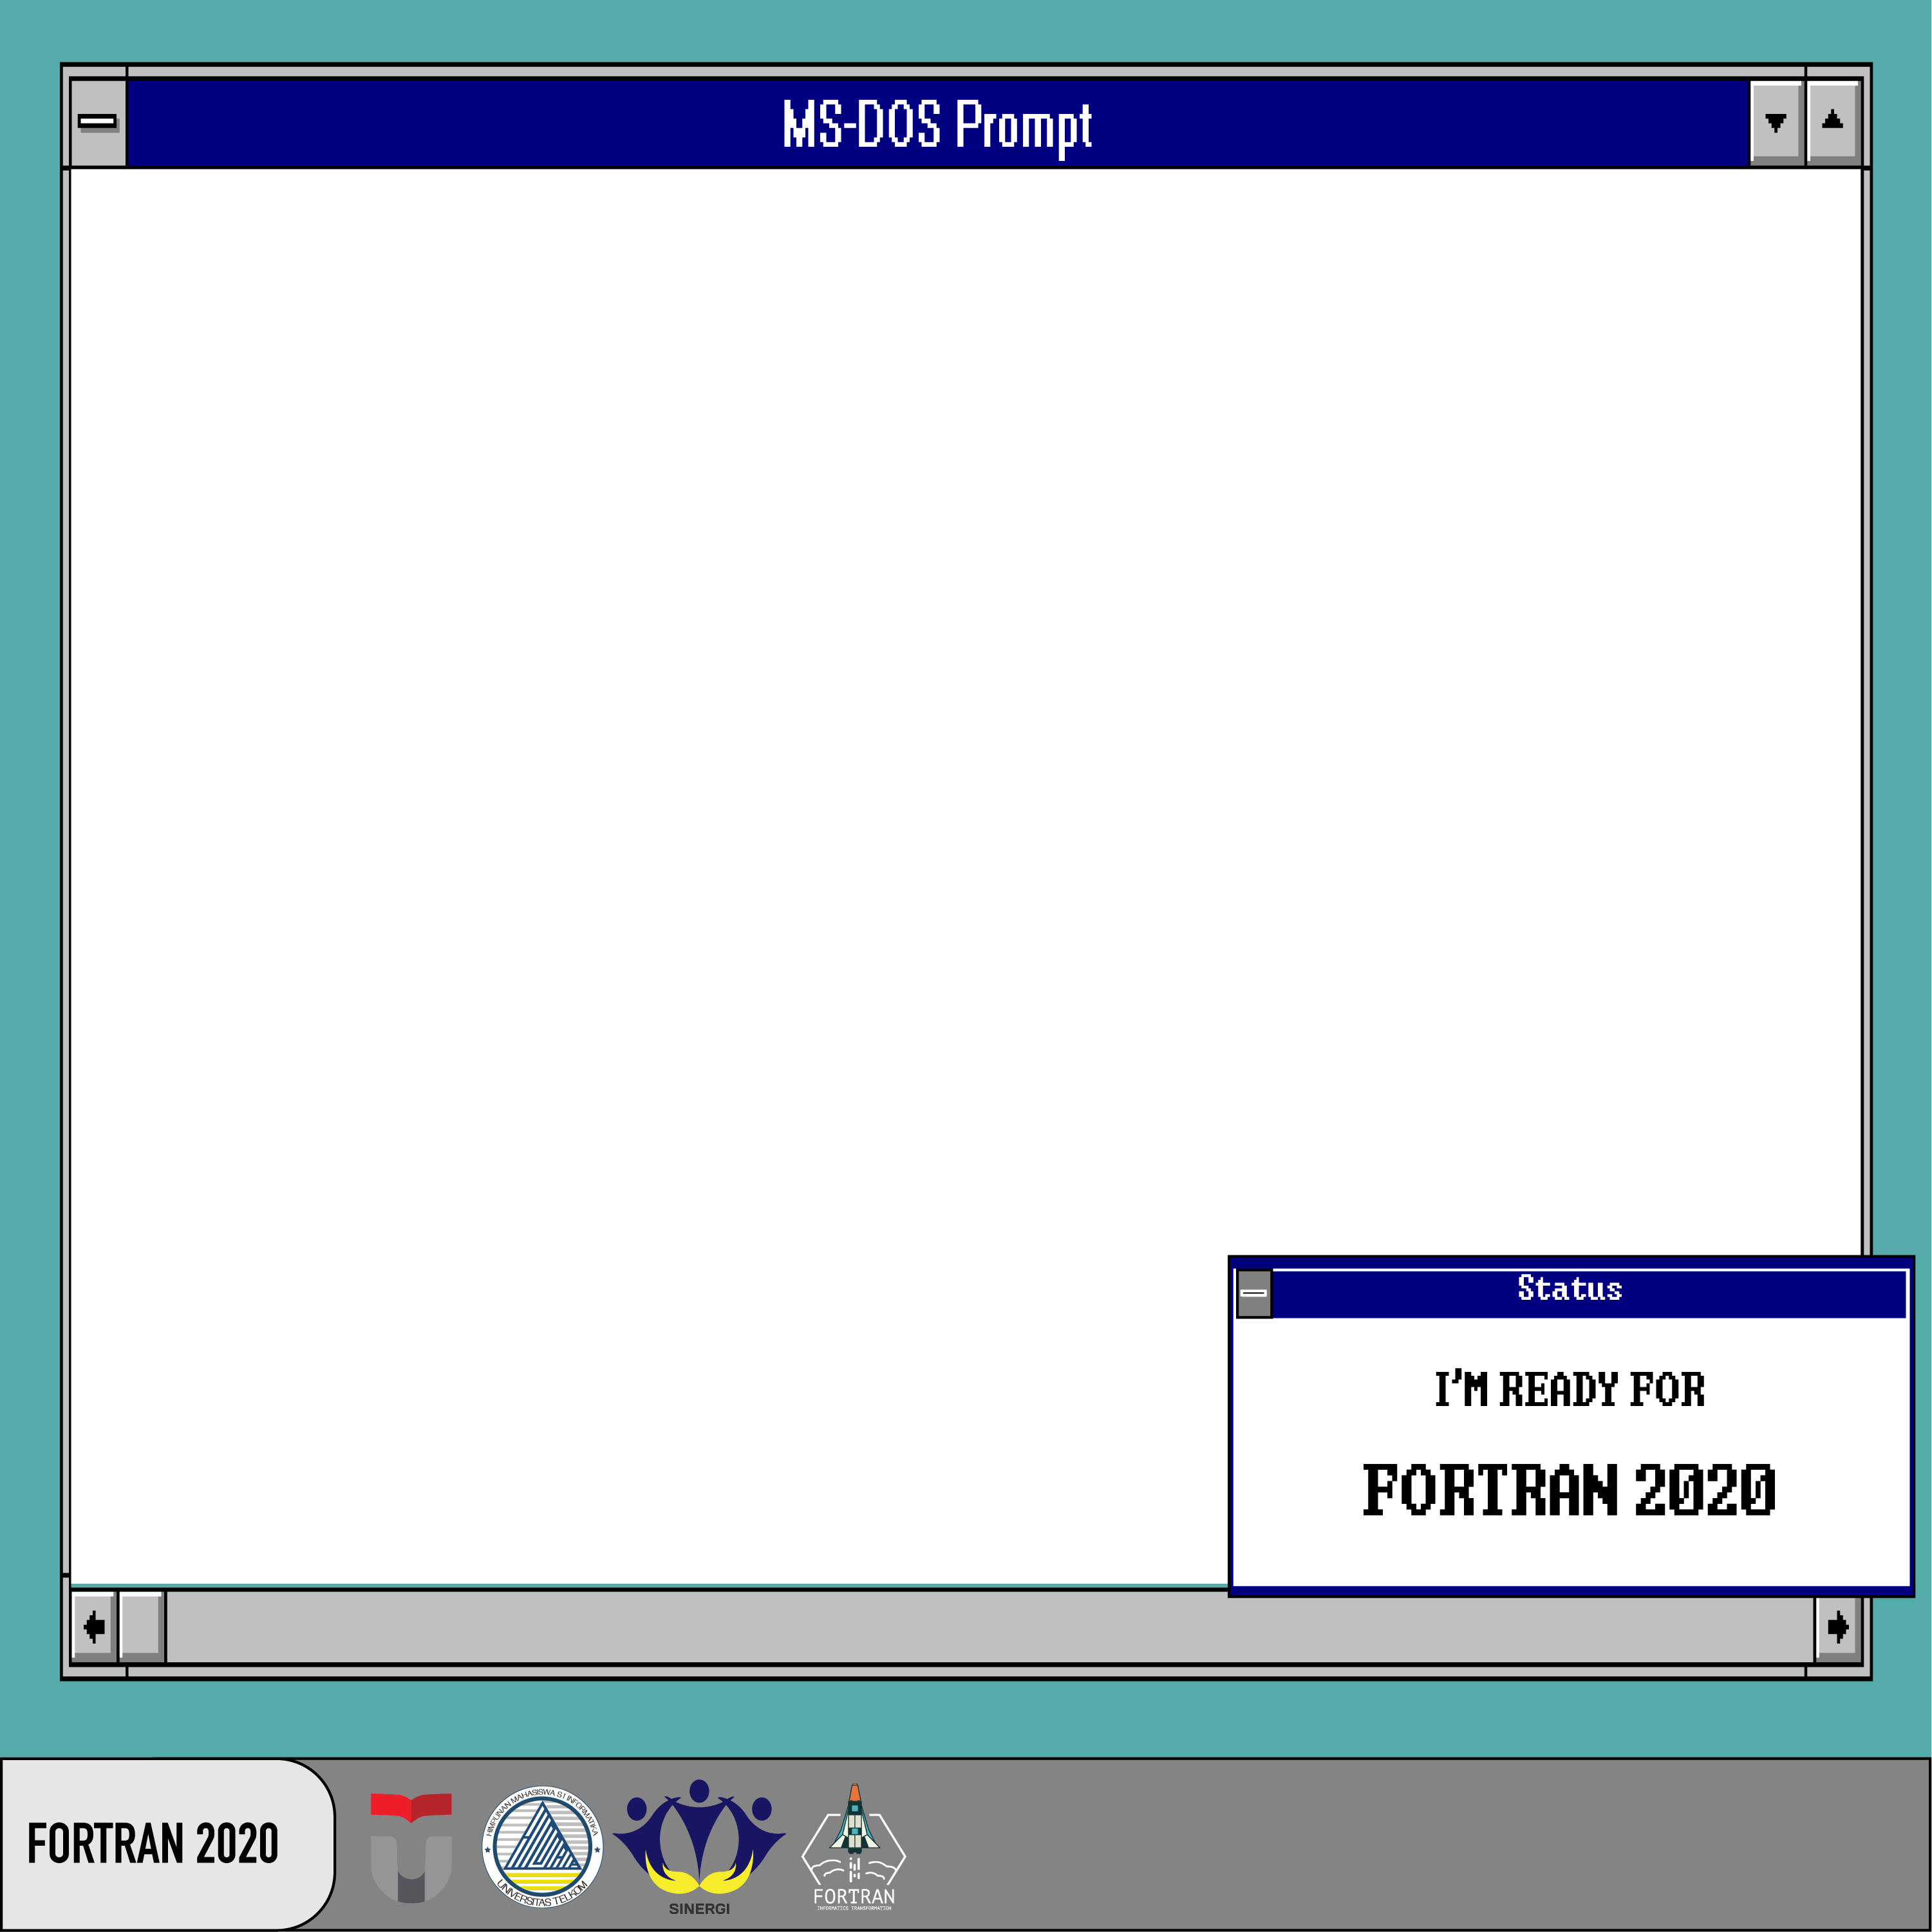 MS-DOS Prompt
Status
I'M READY FOR
FORTRAN 2020
FORTRAN 2020
HIMPUNAN MAHASISWA S1 INFORMATIKA
UNIVERSITAS TELKOM
SINERGI
FORTRAN
INFORMATICS TRANSFORMATION